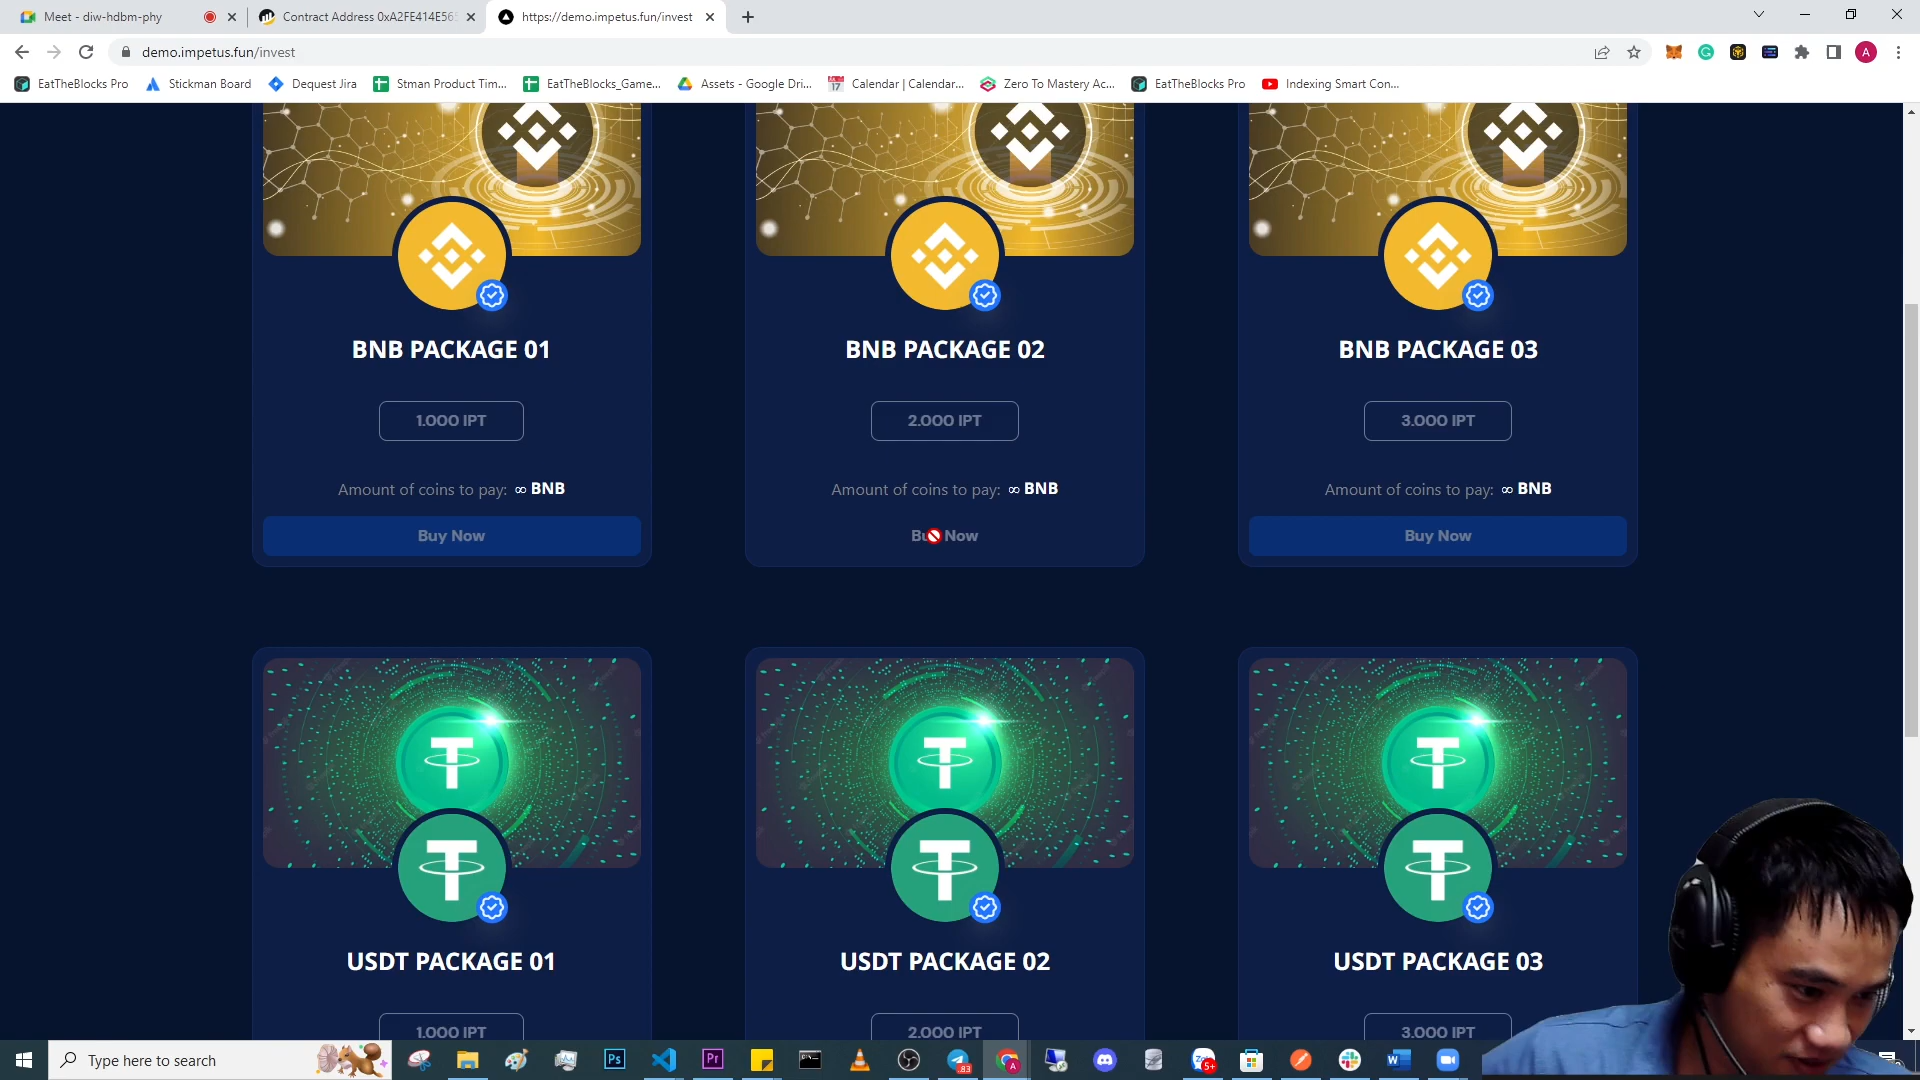 Meet - diw-hdbm-phy
Contract Address 0xA2FE414E565
https://demo.impetus.fun/invest
demo.impetus.fun/invest
EatTheBlocks Pro
Stickman Board
Dequest Jira
Stman Product Tim...
EatTheBlocks_Game...
Assets - Google Dri...
Calendar | Calendar...
Zero To Mastery Ac...
EatTheBlocks Pro
Indexing Smart Con...
BNB PACKAGE 01
BNB PACKAGE 02
BNB PACKAGE 03
1.000 IPT
2.000 IPT
3.000 IPT
Amount of coins to pay: ∞ BNB
Amount of coins to pay: ∞ BNB
Amount of coins to pay: ∞ BNB
Buy Now
Buy Now
Buy Now
USDT PACKAGE 01
USDT PACKAGE 02
USDT PACKAGE 03
1.000 IPT
2.000 IPT
3.000 IPT
Type here to search